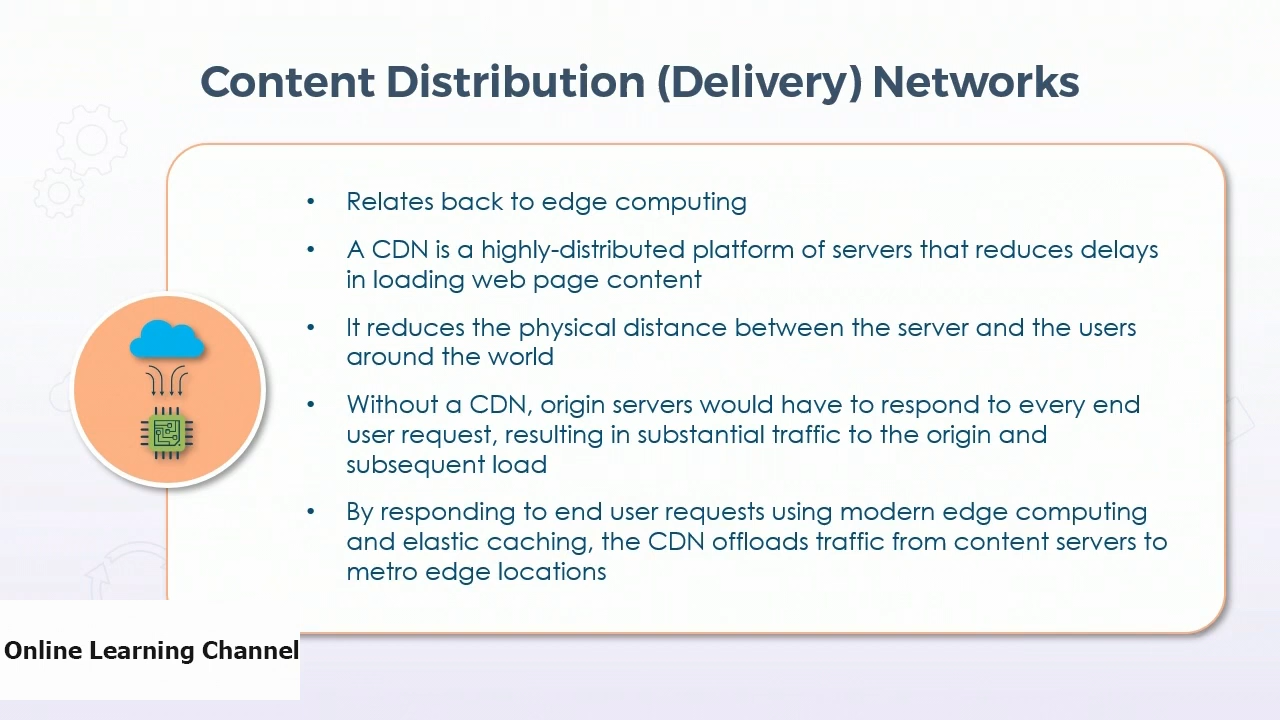 Content Distribution (Delivery) Networks
• Relates back to edge computing
• A CDN is a highly-distributed platform of servers that reduces delays
in loading web page content
• It reduces the physical distance between the server and the users
around the world
• Without a CDN, origin servers would have to respond to every end
user request, resulting in substantial traffic to the origin and
subsequent load
• By responding to end user requests using modern edge computing
and elastic caching, the CDN offloads traffic from content servers to
metro edge locations
Online Learning Channel